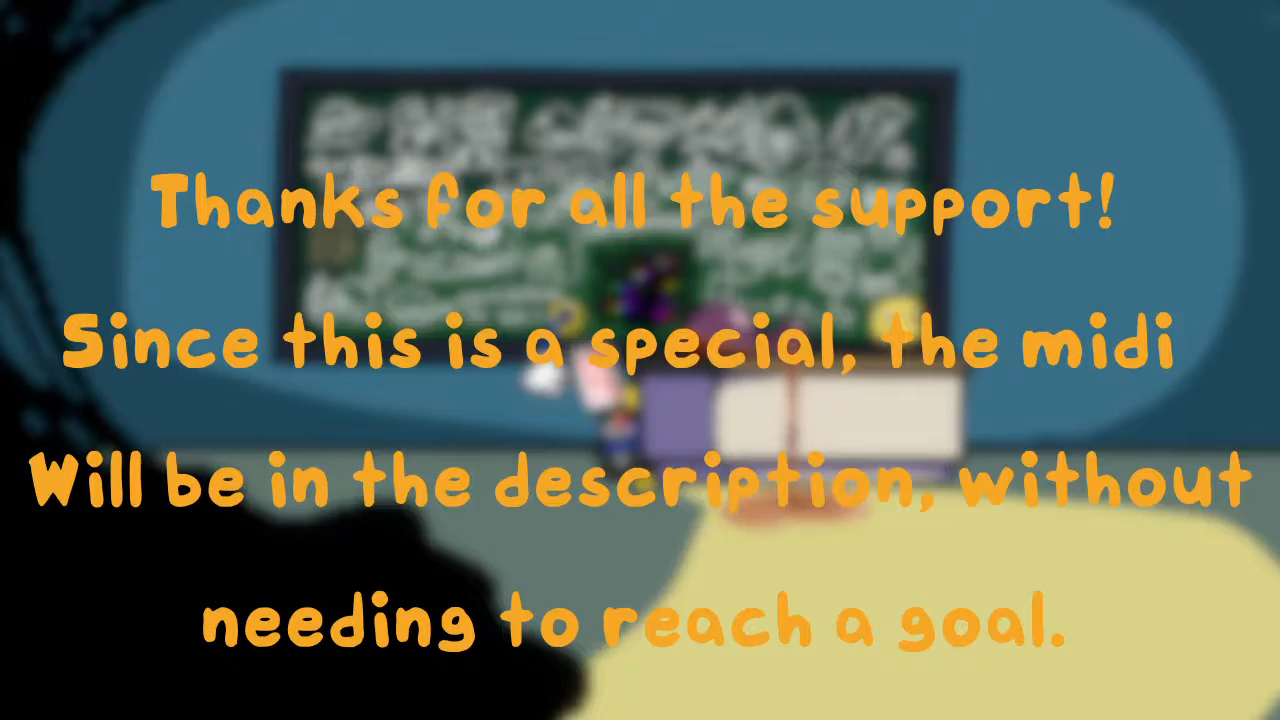 Thanks for all the support!
Since this is a special, the midi
Will be in the description, without
needing to reach a goal.